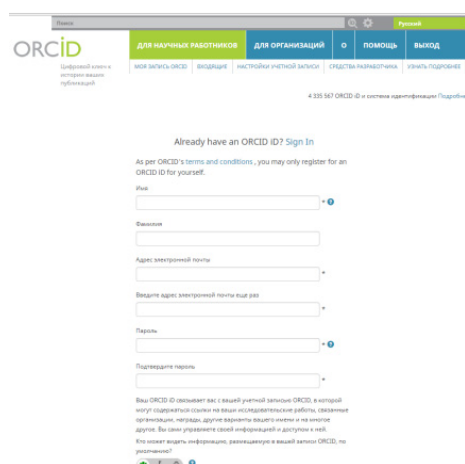 Поиск
Русский
ORCiD
ДЛЯ НАУЧНЫХ РАБОТНИКОВ
ДЛЯ ОРГАНИЗАЦИЙ
О
ПОМОЩЬ
ВЫХОД
Цифровой ключ к
истории ваших
публикаций
МОЯ ЗАПИСЬ ORCID
ВХОДЯЩИЕ
НАСТРОЙКИ УЧЕТНОЙ ЗАПИСИ
СРЕДСТВА РАЗРАБОТЧИКА
УЗНАТЬ ПОДРОБНЕЕ
4 335 567 ORCID iD и система идентификации Подробне
Already have an ORCID iD? Sign In
As per ORCID's terms and conditions , you may only register for an
ORCID iD for yourself.
Имя
* ?
Фамилия
Адрес электронной почты
*
Введите адрес электронной почты еще раз
*
Пароль
* ?
Подтвердите пароль
*
Ваш ORCID iD связывает вас с вашей учетной записью ORCID, в которой
могут содержаться ссылки на ваши исследовательские работы, связанные
организации, награды, другие варианты вашего имени и на многое
другое. Вы сами управляете своей информацией и доступом к ней.
Кто может видеть информацию, размещаемую в вашей записи ORCID, по
умолчанию?
?